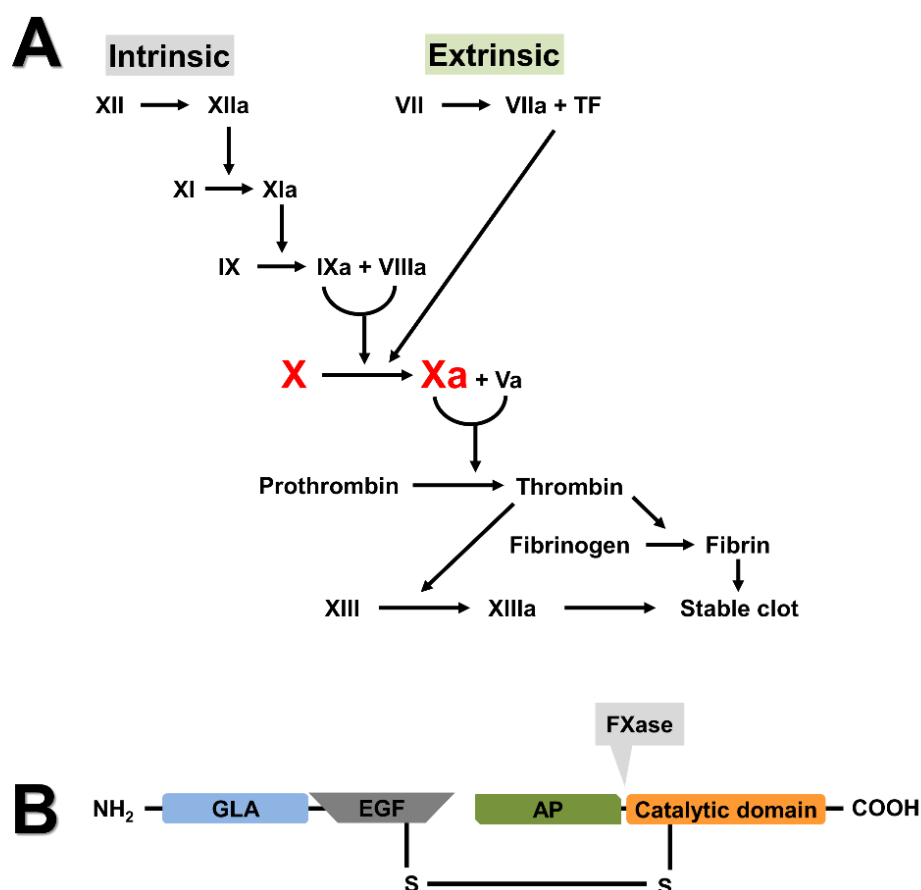 A
Intrinsic
Extrinsic
XII
XIIa
VII
VIIa + TF
XI
XIa
IX
IXa + VIIIa
X
Xa + Va
Prothrombin
Thrombin
Fibrinogen
Fibrin
XIII
XIIIa
Stable clot
FXase
B
NH₂
GLA
EGF
AP
Catalytic domain
COOH
S
S